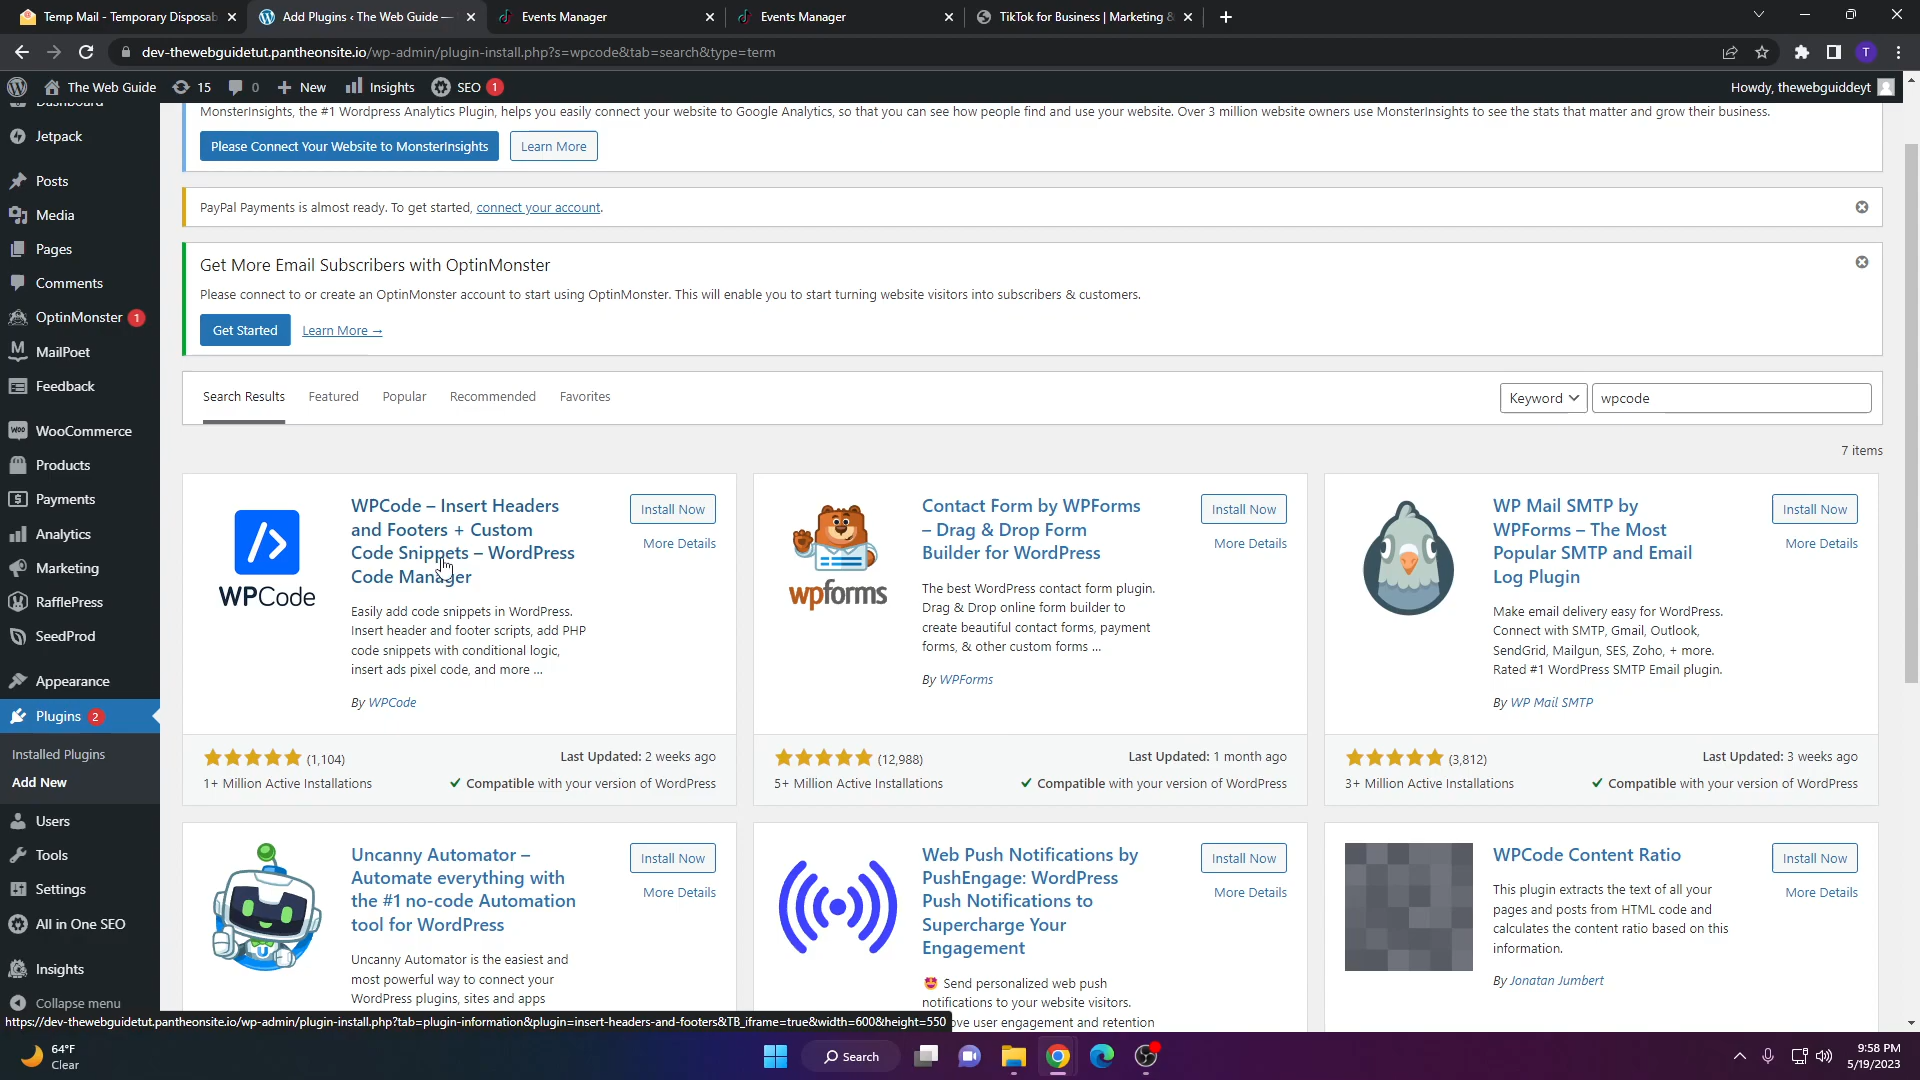 Temp Mail - Temporary Disposab
Add Plugins ‹ The Web Guide —
Events Manager
Events Manager
TikTok for Business | Marketing &
dev-thewebguidetut.pantheonsite.io/wp-admin/plugin-install.php?s=wpcode&tab=search&type=term
T
The Web Guide
15
0
New
Insights
SEO 1
Howdy, thewebguiddeyt
Dashboard
Jetpack
Posts
Media
Pages
Comments
OptinMonster 1
MailPoet
Feedback
WooCommerce
Products
Payments
Analytics
Marketing
RafflePress
SeedProd
Appearance
Plugins 2
Installed Plugins
Add New
Users
Tools
Settings
All in One SEO
Insights
Collapse menu
MonsterInsights, the #1 Wordpress Analytics Plugin, helps you easily connect your website to Google Analytics, so that you can see how people find and use your website. Over 3 million website owners use MonsterInsights to see the stats that matter and grow their business.
Please Connect Your Website to MonsterInsights
Learn More
PayPal Payments is almost ready. To get started, connect your account.
Get More Email Subscribers with OptinMonster
Please connect to or create an OptinMonster account to start using OptinMonster. This will enable you to start turning website visitors into subscribers & customers.
Get Started
Learn More →
Search Results
Featured
Popular
Recommended
Favorites
Keyword
wpcode
7 items
WPCode
WPCode – Insert Headers
and Footers + Custom
Code Snippets – WordPress
Code Manager
Install Now
More Details
Easily add code snippets in WordPress.
Insert header and footer scripts, add PHP
code snippets with conditional logic,
insert ads pixel code, and more ...
By WPCode
(1,104)
1+ Million Active Installations
Last Updated: 2 weeks ago
Compatible with your version of WordPress
wpforms
Contact Form by WPForms
– Drag & Drop Form
Builder for WordPress
Install Now
More Details
The best WordPress contact form plugin.
Drag & Drop online form builder to
create beautiful contact forms, payment
forms, & other custom forms ...
By WPForms
(12,988)
5+ Million Active Installations
Last Updated: 1 month ago
Compatible with your version of WordPress
WP Mail SMTP by
WPForms – The Most
Popular SMTP and Email
Log Plugin
Install Now
More Details
Make email delivery easy for WordPress.
Connect with SMTP, Gmail, Outlook,
SendGrid, Mailgun, SES, Zoho, + more.
Rated #1 WordPress SMTP Email plugin.
By WP Mail SMTP
(3,812)
3+ Million Active Installations
Last Updated: 3 weeks ago
Compatible with your version of WordPress
Uncanny Automator –
Automate everything with
the #1 no-code Automation
tool for WordPress
Install Now
More Details
Uncanny Automator is the easiest and
most powerful way to connect your
WordPress plugins, sites and apps
Web Push Notifications by
PushEngage: WordPress
Push Notifications to
Supercharge Your
Engagement
Install Now
More Details
Send personalized web push
notifications to your website visitors.
ove user engagement and retention
WPCode Content Ratio
Install Now
More Details
This plugin extracts the text of all your
pages and posts from HTML code and
calculates the content ratio based on this
information.
By Jonatan Jumbert
https://dev-thewebguidetut.pantheonsite.io/wp-admin/plugin-install.php?tab=plugin-information&plugin=insert-headers-and-footers&TB_iframe=true&width=600&height=550
64°F
Clear
Search
9:58 PM
5/19/2023